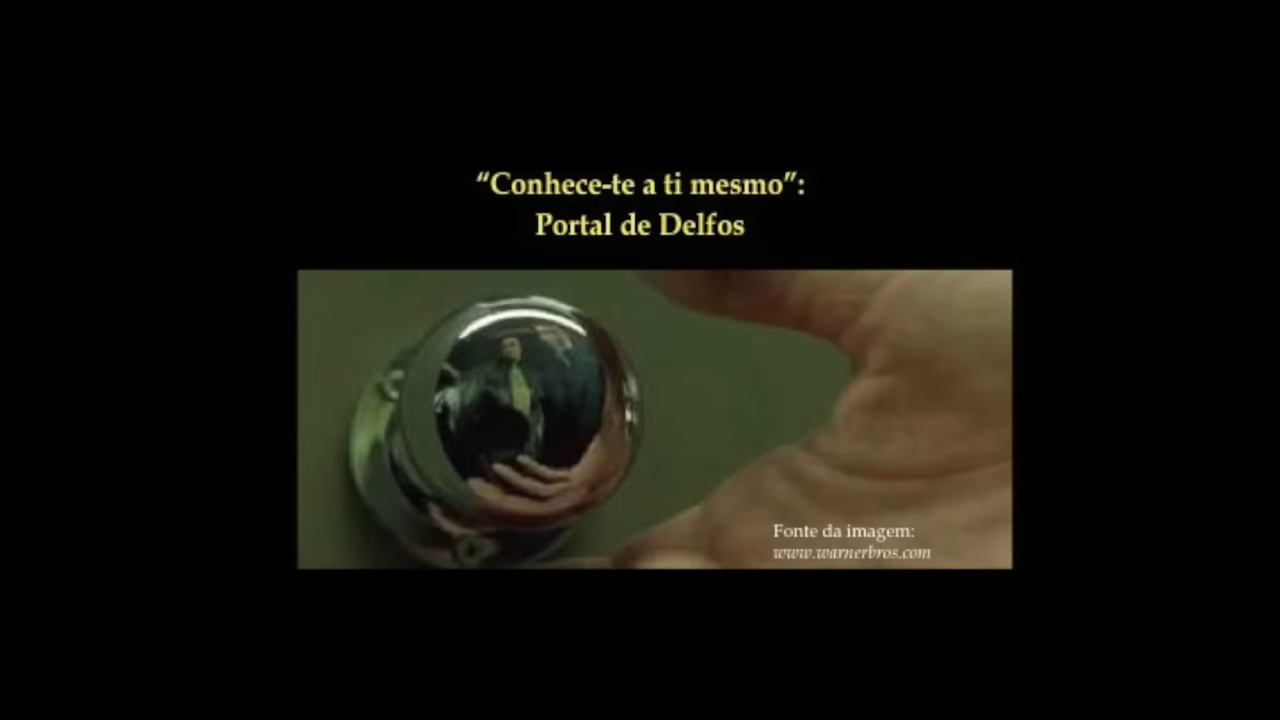 “Conhece-te a ti mesmo”:
Portal de Delfos
Fonte da imagem:
www.warnerbros.com